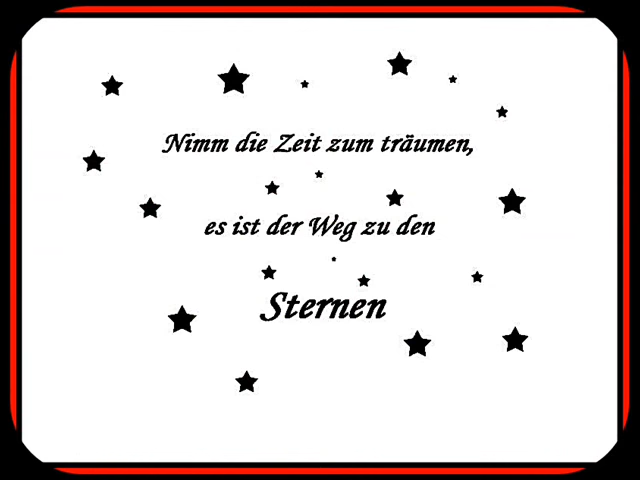 Nimm die Zeit zum träumen,
es ist der Weg zu den
Sternen